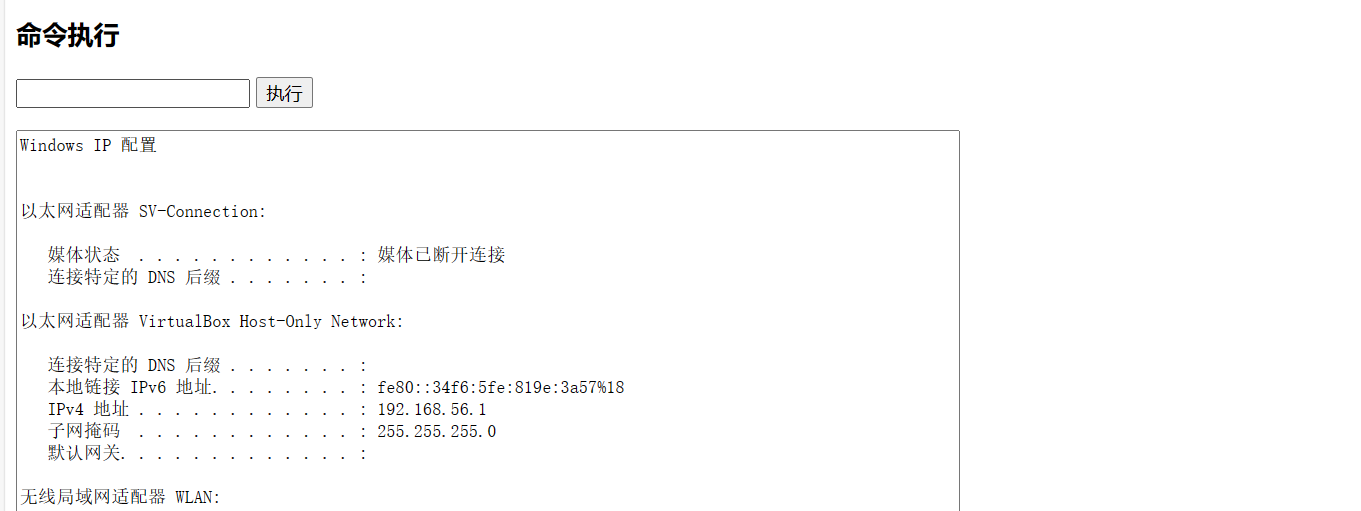 命令执行
执行
Windows IP 配置
以太网适配器 SV-Connection:
媒体状态  . . . . . . . . . . . . : 媒体已断开连接
连接特定的 DNS 后缀 . . . . . . . :
以太网适配器 VirtualBox Host-Only Network:
连接特定的 DNS 后缀 . . . . . . . :
本地链接 IPv6 地址. . . . . . . . : fe80::34f6:5fe:819e:3a57%18
IPv4 地址 . . . . . . . . . . . . : 192.168.56.1
子网掩码  . . . . . . . . . . . . : 255.255.255.0
默认网关. . . . . . . . . . . . . :
无线局域网适配器 WLAN: